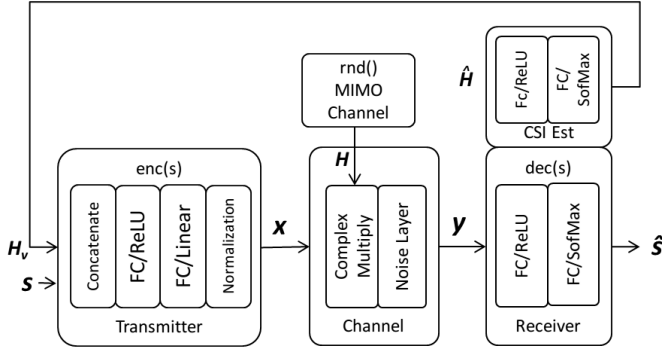 rnd()
MIMO
Channel
Ĥ
Fc/ReLU
FC/
SofMax
CSI Est
H
enc(s)
Concatenate
FC/ReLU
FC/Linear
Normalization
Transmitter
Hv
s
x
Complex
Multiply
Noise Layer
Channel
y
dec(s)
FC/ReLU
FC/SofMax
Receiver
ŝ